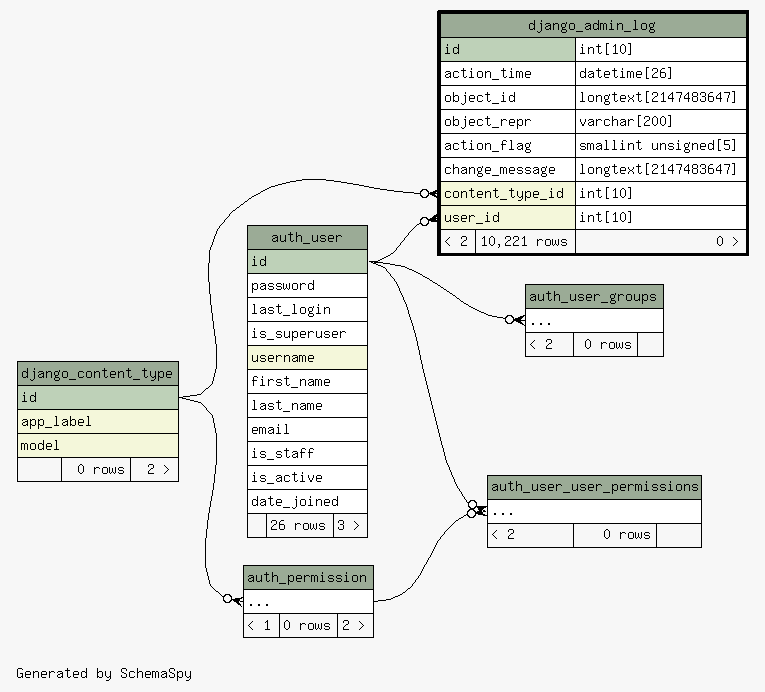 django_admin_log
id int[10]
action_time datetime[26]
object_id longtext[2147483647]
object_repr varchar[200]
action_flag smallint unsigned[5]
change_message longtext[2147483647]
content_type_id int[10]
user_id int[10]
< 2 10,221 rows 0 >
auth_user
id
password
last_login
is_superuser
username
first_name
last_name
email
is_staff
is_active
date_joined
26 rows 3 >
auth_user_groups
...
< 2 0 rows
django_content_type
id
app_label
model
0 rows 2 >
auth_user_user_permissions
...
< 2 0 rows
auth_permission
...
< 1 0 rows 2 >
Generated by SchemaSpy